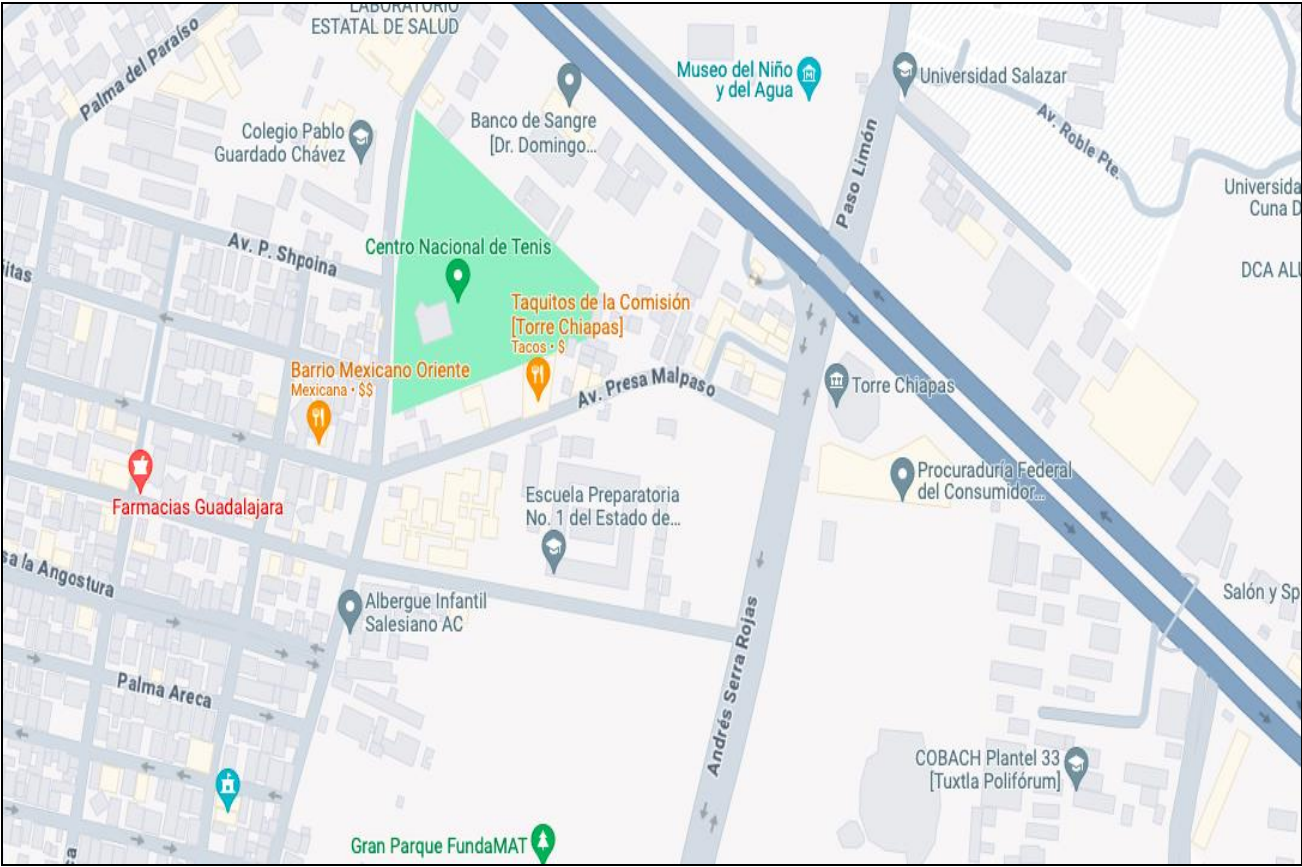 LABORATORIO
ESTATAL DE SALUD
Palma del Paraíso
Museo del Niño
y del Agua
Universidad Salazar
Colegio Pablo
Guardado Chávez
Banco de Sangre
[Dr. Domingo...
Paso Limón
Av. Roble Pte.
Universida
Cuna D
Av. P. Shpoina
Centro Nacional de Tenis
DCA ALU
itas
Taquitos de la Comisión
[Torre Chiapas]
Tacos • $
Barrio Mexicano Oriente
Mexicana • $$
Av. Presa Malpaso
Torre Chiapas
Procuraduría Federal
del Consumidor...
Farmacias Guadalajara
Escuela Preparatoria
No. 1 del Estado de...
sa la Angostura
Albergue Infantil
Salesiano AC
Salón y Sp
Andrés Serra Rojas
Palma Areca
COBACH Plantel 33
[Tuxtla Polifórum]
Gran Parque FundaMAT